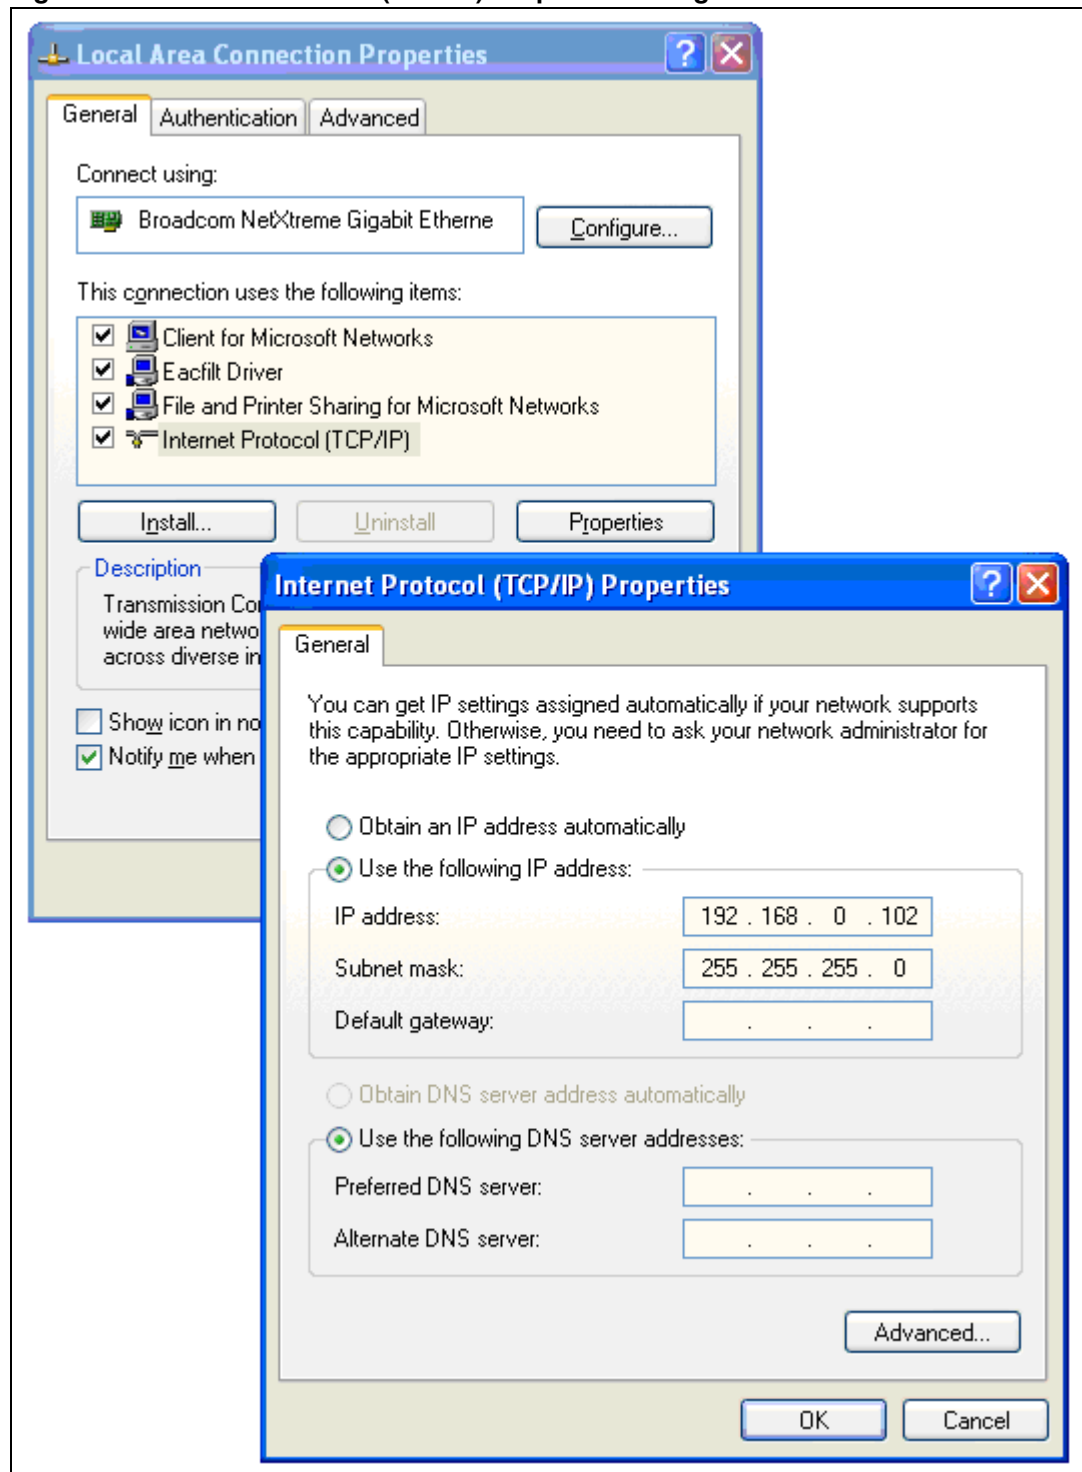 Local Area Connection Properties
General Authentication Advanced
Connect using:
Broadcom NetXtreme Gigabit Etherne
Configure...
This connection uses the following items:
Client for Microsoft Networks
Eacfilt Driver
File and Printer Sharing for Microsoft Networks
Internet Protocol (TCP/IP)
Install... Uninstall Properties
Description
Transmission Co
wide area netwo
across diverse in
Show icon in no
Notify me when
Internet Protocol (TCP/IP) Properties
General
You can get IP settings assigned automatically if your network supports
this capability. Otherwise, you need to ask your network administrator for
the appropriate IP settings.
Obtain an IP address automatically
Use the following IP address:
IP address: 192 . 168 . 0 . 102
Subnet mask: 255 . 255 . 255 . 0
Default gateway: . . .
Obtain DNS server address automatically
Use the following DNS server addresses:
Preferred DNS server: . . .
Alternate DNS server: . . .
Advanced...
OK Cancel